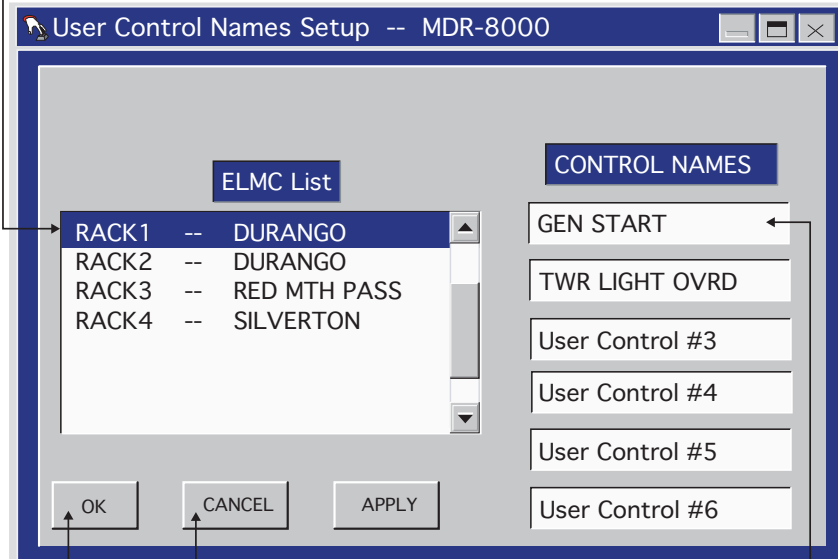 User Control Names Setup -- MDR-8000
ELMC List
RACK1 -- DURANGO
RACK2 -- DURANGO
RACK3 -- RED MTH PASS
RACK4 -- SILVERTON
CONTROL NAMES
GEN START
TWR LIGHT OVRD
User Control #3
User Control #4
User Control #5
User Control #6
OK
CANCEL
APPLY